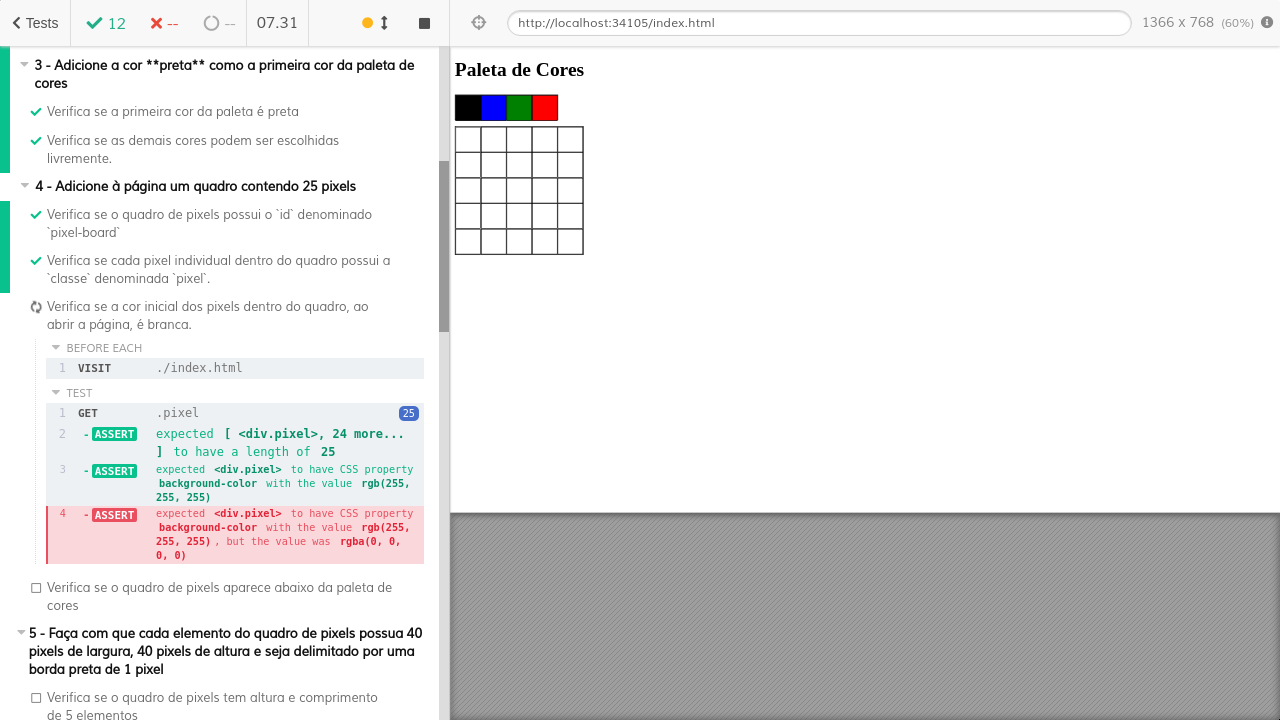 Tests 12 -- -- 07.31
http://localhost:34105/index.html 1366 x 768 (60%)
3 - Adicione a cor **preta** como a primeira cor da paleta de
cores
Verifica se a primeira cor da paleta é preta
Verifica se as demais cores podem ser escolhidas
livremente.
4 - Adicione à página um quadro contendo 25 pixels
Verifica se o quadro de pixels possui o `id` denominado
`pixel-board`
Verifica se cada pixel individual dentro do quadro possui a
`classe` denominada `pixel`.
Verifica se a cor inicial dos pixels dentro do quadro, ao
abrir a página, é branca.
BEFORE EACH
1 VISIT ./index.html
TEST
1 GET .pixel 25
2 -ASSERT expected [ <div.pixel>, 24 more...
] to have a length of 25
3 -ASSERT expected <div.pixel> to have CSS property
background-color with the value rgb(255,
255, 255)
4 -ASSERT expected <div.pixel> to have CSS property
background-color with the value rgb(255,
255, 255) , but the value was rgba(0, 0,
0, 0)
Verifica se o quadro de pixels aparece abaixo da paleta de
cores
5 - Faça com que cada elemento do quadro de pixels possua 40
pixels de largura, 40 pixels de altura e seja delimitado por uma
borda preta de 1 pixel
Verifica se o quadro de pixels tem altura e comprimento
de 5 elementos
Paleta de Cores